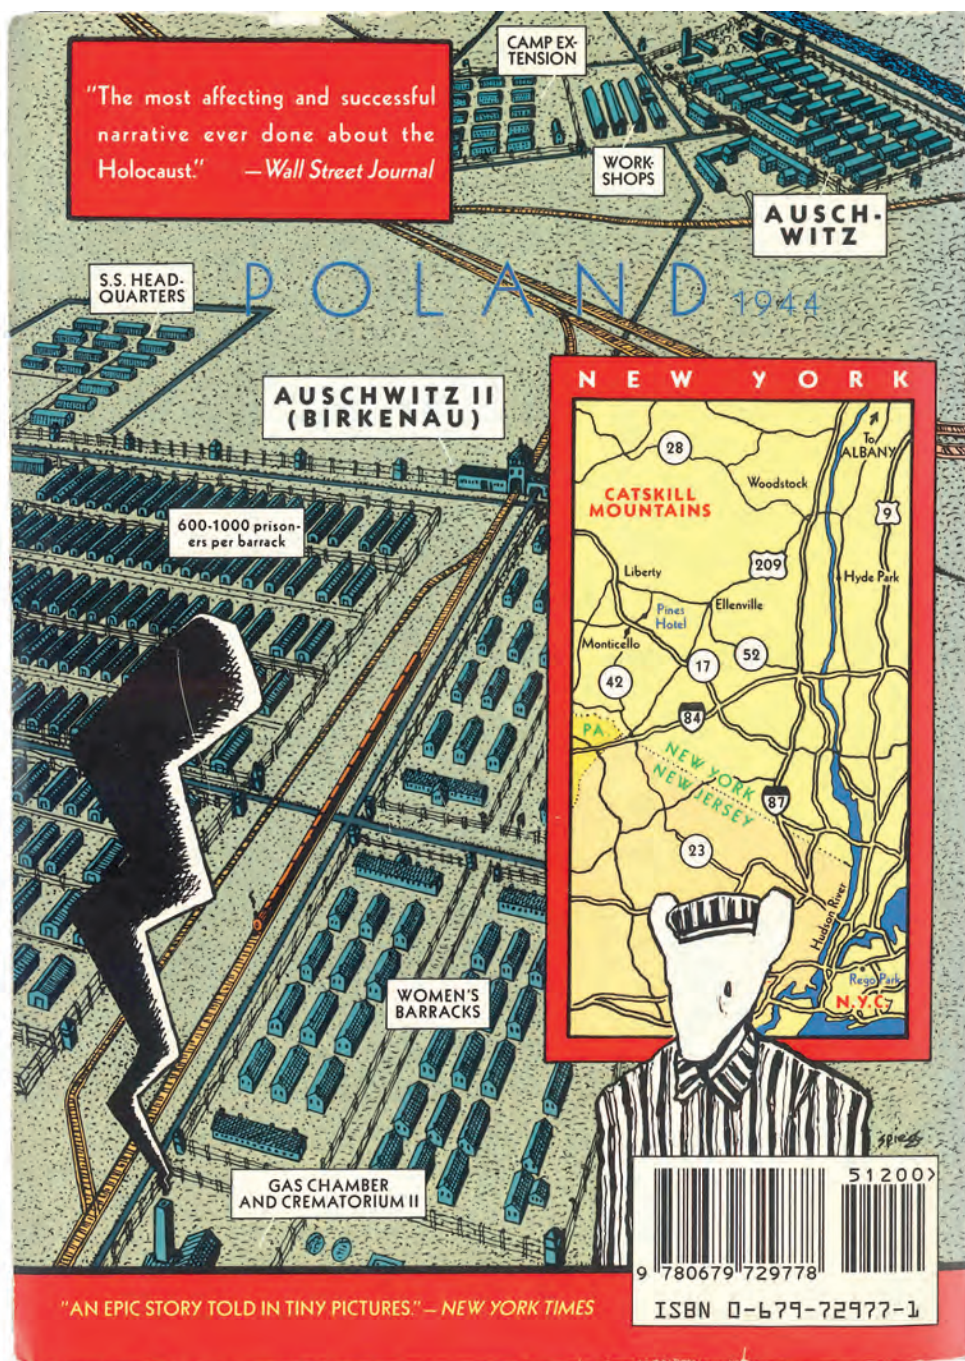 "The most affecting and successful
narrative ever done about the
Holocaust." — Wall Street Journal
CAMP EX-
TENSION
WORK-
SHOPS
AUSCH-
WITZ
S.S. HEAD-
QUARTERS
POLAND 1944
AUSCHWITZ II
(BIRKENAU)
600-1000 prison-
ers per barrack
NEW YORK
To
ALBANY
28
Woodstock
9
CATSKILL
MOUNTAINS
209
Hyde Park
Liberty
Ellenville
Pines
Hotel
Monticello
52
17
42
84
PA
NEW YORK
NEW JERSEY
87
23
Hudson River
Rego Park
N.Y.C.
WOMEN'S
BARRACKS
GAS CHAMBER
AND CREMATORIUM II
51200>
9 780679 729778
ISBN 0-679-72977-1
"AN EPIC STORY TOLD IN TINY PICTURES." — NEW YORK TIMES